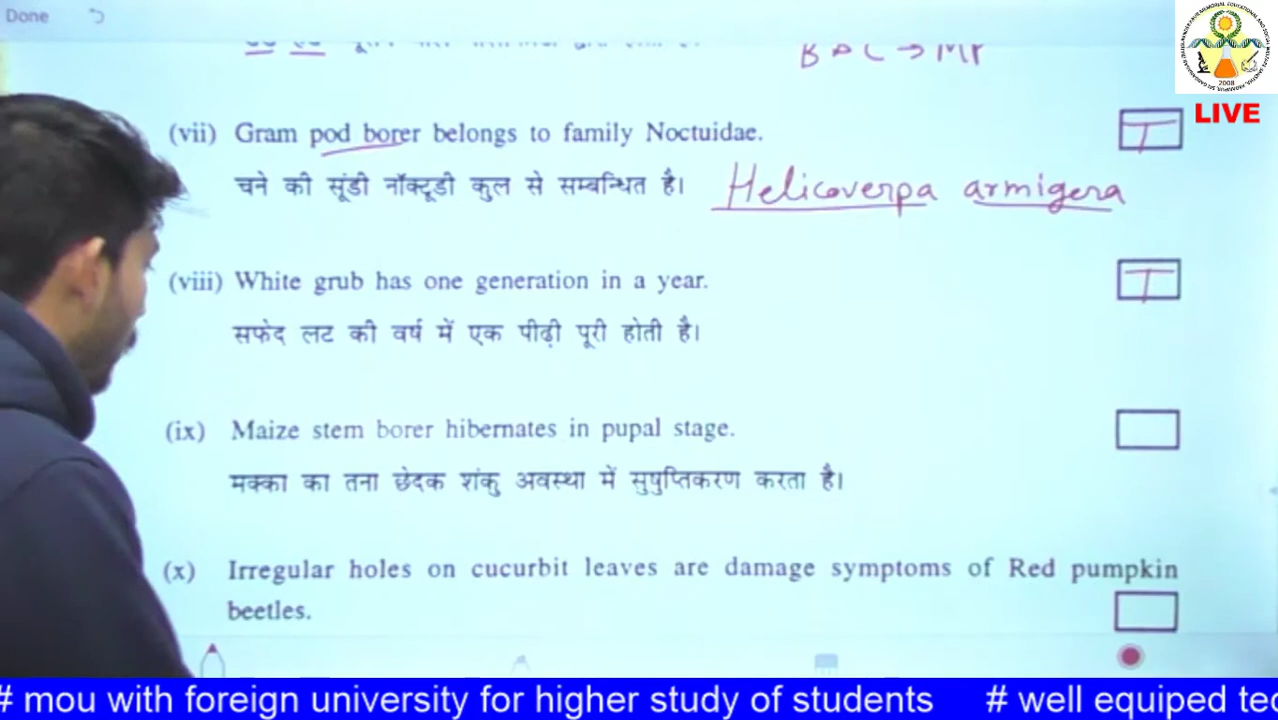 Done
(vii) Gram pod borer belongs to family Noctuidae.
T
LIVE
चने की सूंडी नॉक्टूडी कुल से सम्बन्धित है। Helicoverpa armigera
(viii) White grub has one generation in a year.
T
सफेद लट की वर्ष में एक पीढ़ी पूरी होती है।
(ix) Maize stem borer hibernates in pupal stage.
मक्का का तना छेदक शंकु अवस्था में सुषुप्तिकरण करता है।
(x) Irregular holes on cucurbit leaves are damage symptoms of Red pumpkin
beetles.
# mou with foreign university for higher study of students # well equiped tec